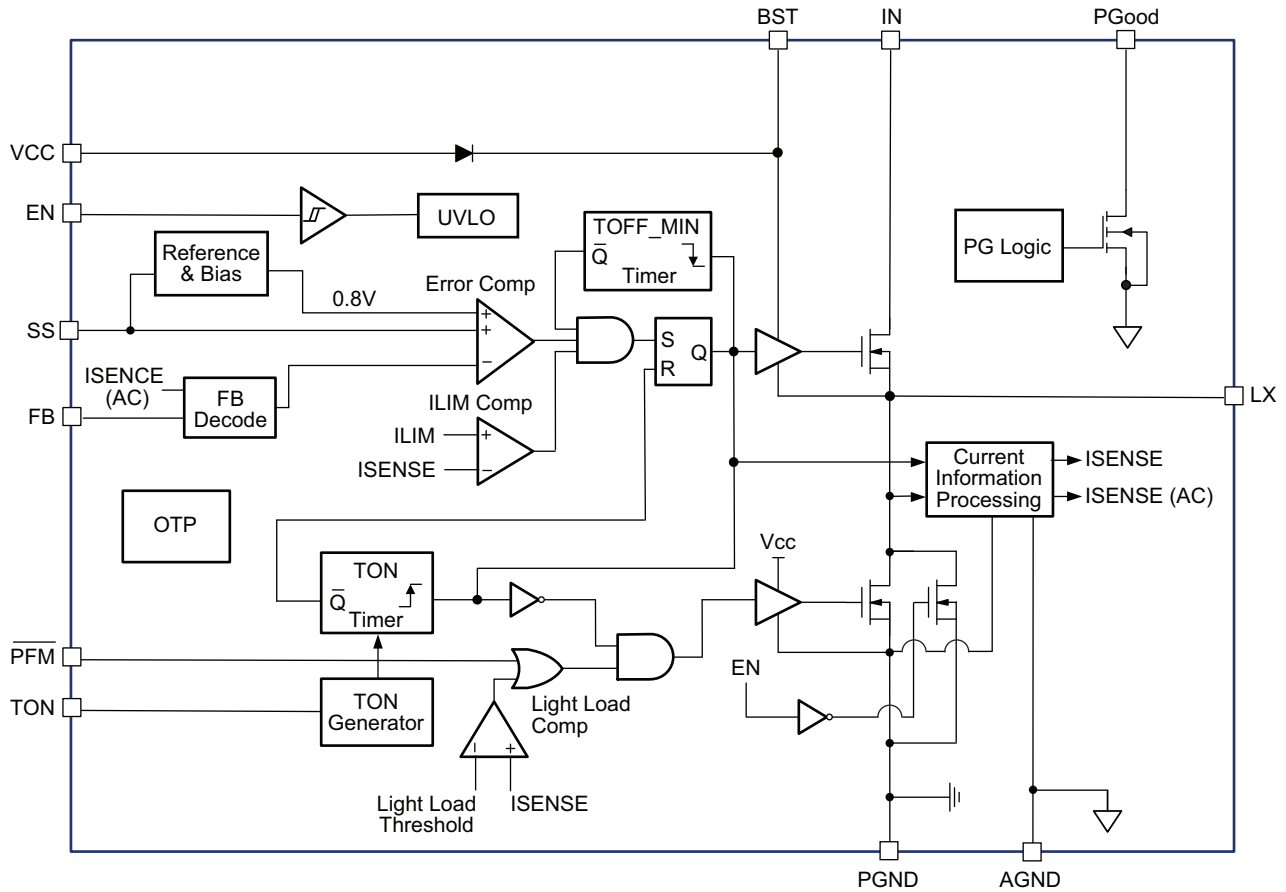 BST
IN
PGood
VCC
EN
UVLO
TOFF_MIN
Q̅
Timer
PG Logic
Reference
& Bias
Error Comp
0.8V
+
+
−
SS
S
R
Q
ISENCE
(AC)
FB
Decode
FB
LX
ILIM Comp
ILIM
+
ISENSE
−
Current
Information
Processing
ISENSE
ISENSE (AC)
OTP
Vcc
TON
Q̅
Timer
P̅F̅M̅
EN
TON
TON
Generator
Light Load
Comp
−
+
Light Load
Threshold
ISENSE
PGND
AGND